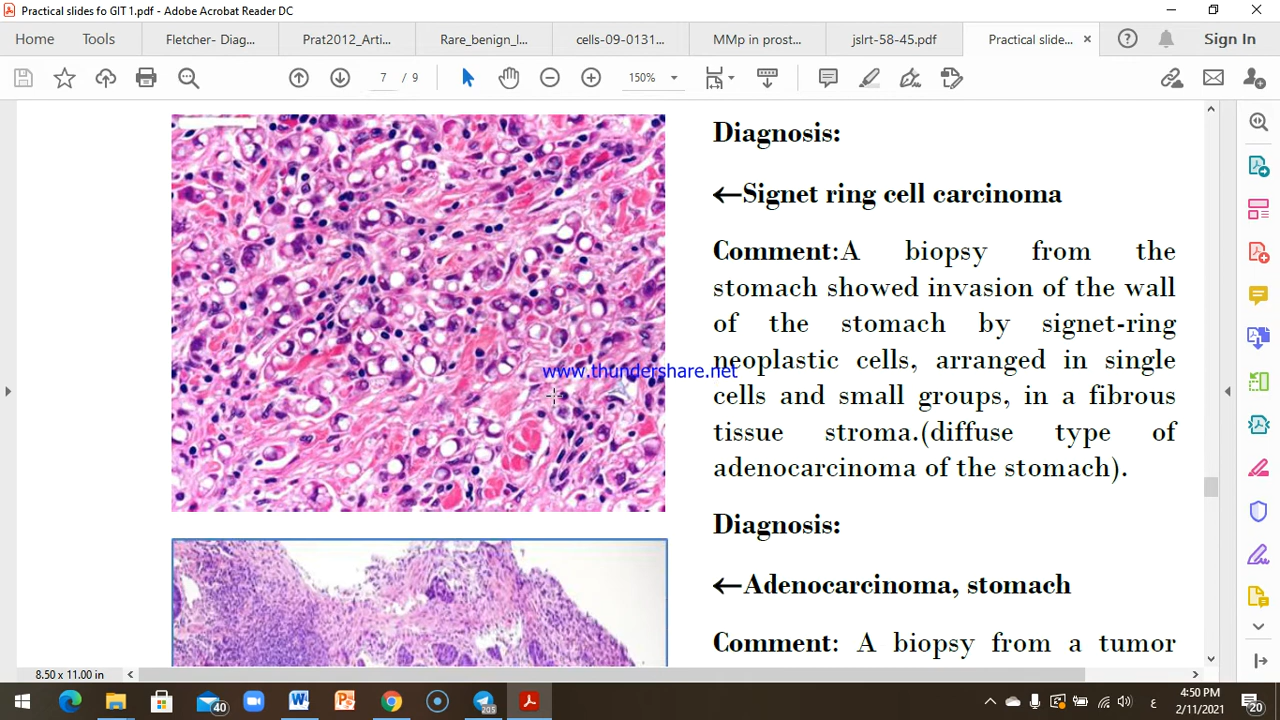 Practical slides fo GIT 1.pdf - Adobe Acrobat Reader DC
Home Tools Fletcher- Diag... Prat2012_Arti... Rare_benign_l... cells-09-0131... MMp in prost... jslrt-58-45.pdf Practical slide... × Sign In
7 / 9 150%
Diagnosis:
←Signet ring cell carcinoma
Comment:A biopsy from the
stomach showed invasion of the wall
of the stomach by signet-ring
neoplastic cells, arranged in single
cells and small groups, in a fibrous
tissue stroma.(diffuse type of
adenocarcinoma of the stomach).
www.thundershare.net
Diagnosis:
←Adenocarcinoma, stomach
Comment: A biopsy from a tumor
8.50 x 11.00 in
40
205
ع
4:50 PM
2/11/2021
20